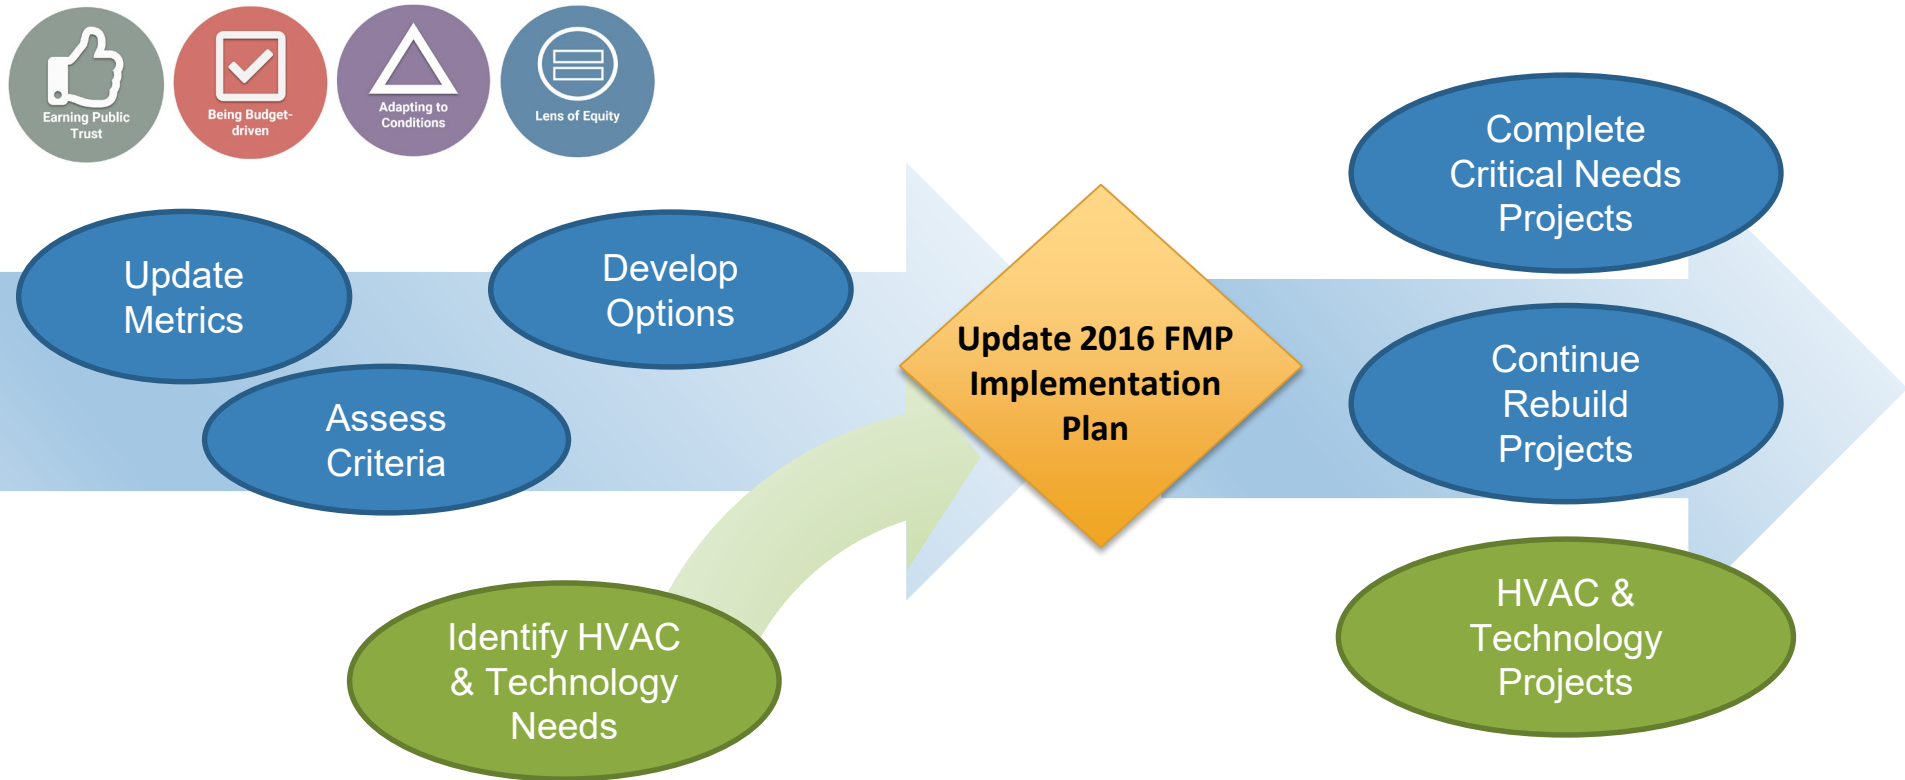 Earning Public
Trust
Being Budget-
driven
Adapting to
Conditions
Lens of Equity
Update
Metrics
Assess
Criteria
Develop
Options
Identify HVAC
& Technology
Needs
Update 2016 FMP
Implementation
Plan
Complete
Critical Needs
Projects
Continue
Rebuild
Projects
HVAC &
Technology
Projects